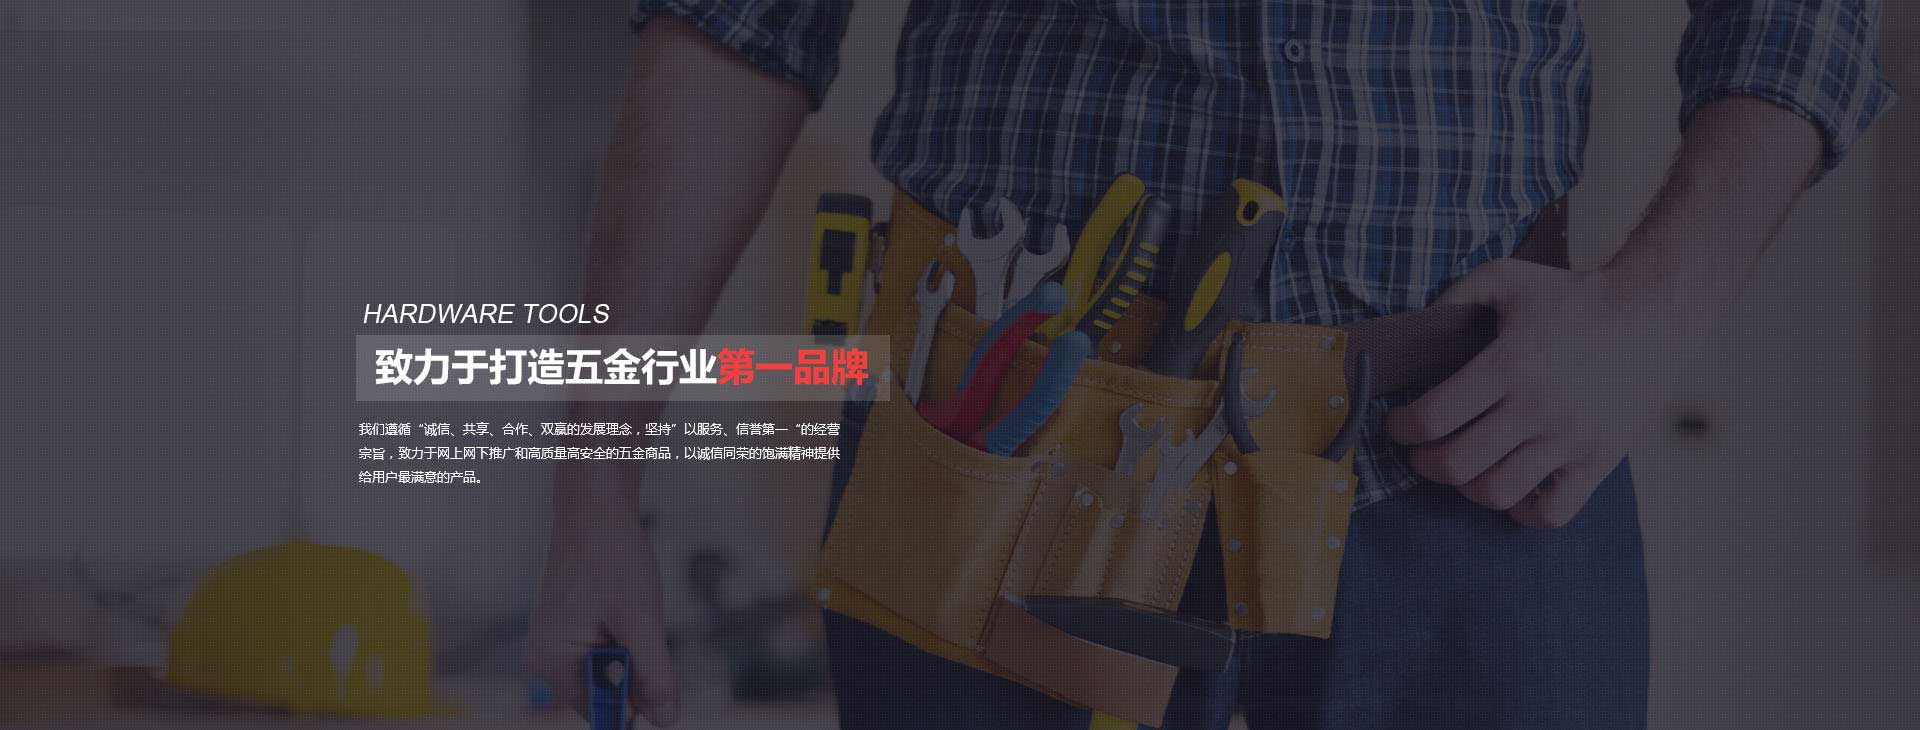 HARDWARE TOOLS
致力于打造五金行业第一品牌
我们遵循“诚信、共享、合作、双赢的发展理念，坚持”以服务、信誉第一“的经营
宗旨，致力于网上网下推广和高质量高安全的五金商品，以诚信同荣的饱满精神提供
给用户最满意的产品。